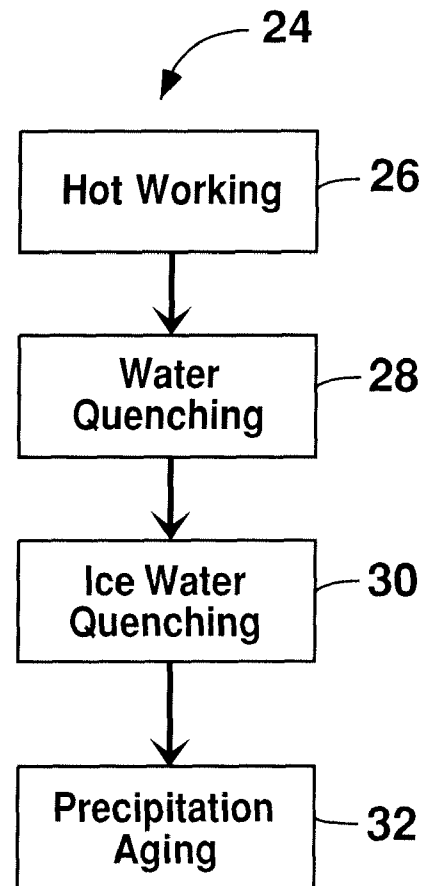 24
Hot Working
26
Water
Quenching
28
Ice Water
Quenching
30
Precipitation
Aging
32